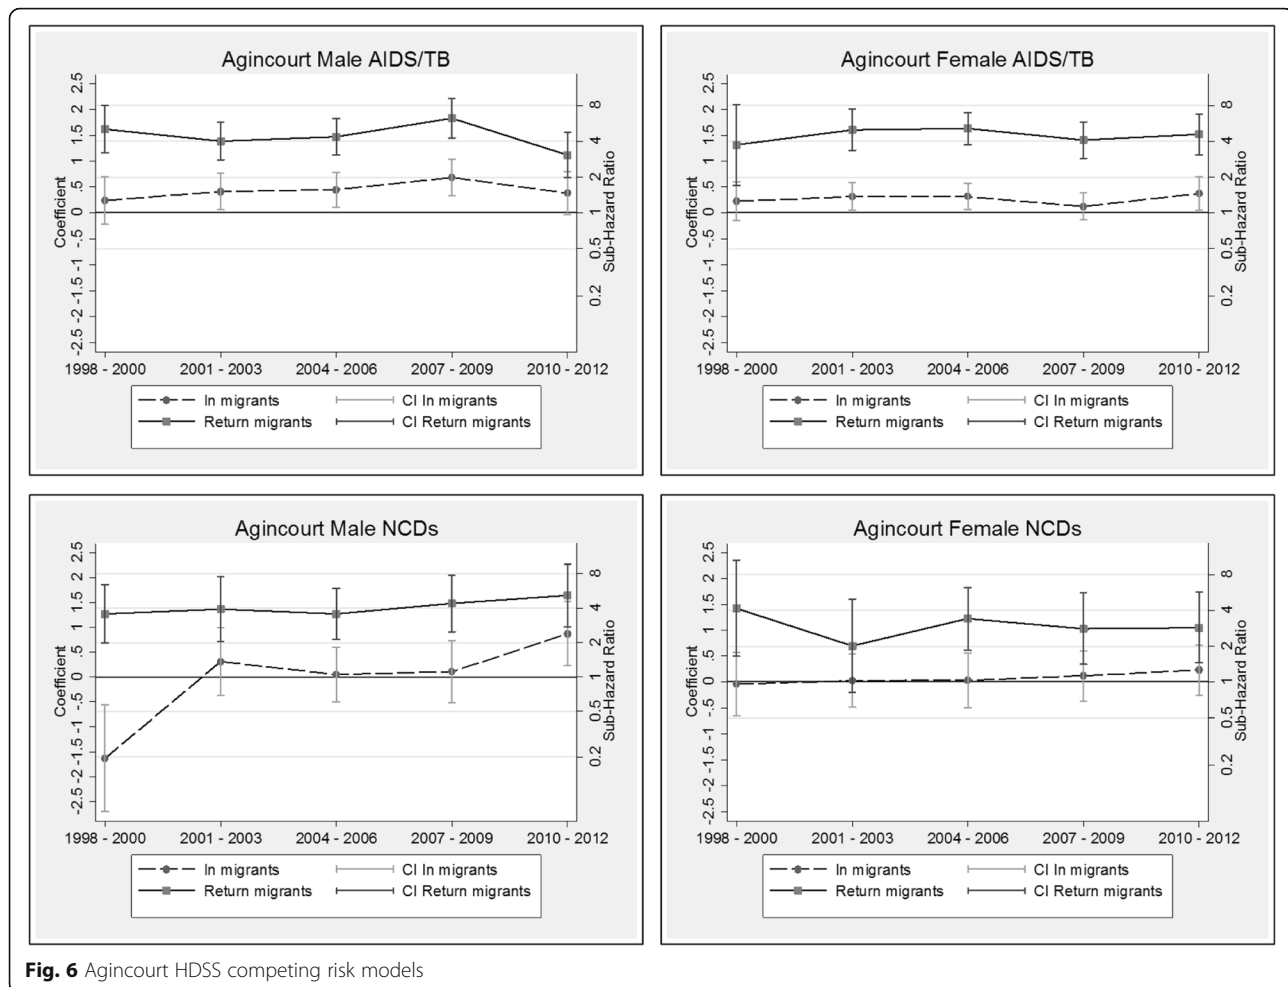 Agincourt Male AIDS/TB
Coefficient
2.5
2
1.5
1
.5
0
-.5
-1
-1.5
-2
-2.5
Sub-Hazard Ratio
8
4
2
1
0.5
0.2
1998 - 2000 2001 - 2003 2004 - 2006 2007 - 2009 2010 - 2012
In migrants CI In migrants
Return migrants CI Return migrants
Agincourt Female AIDS/TB
Coefficient
2.5
2
1.5
1
.5
0
-.5
-1
-1.5
-2
-2.5
Sub-Hazard Ratio
8
4
2
1
0.5
0.2
1998 - 2000 2001 - 2003 2004 - 2006 2007 - 2009 2010 - 2012
In migrants CI In migrants
Return migrants CI Return migrants
Agincourt Male NCDs
Coefficient
2.5
2
1.5
1
.5
0
-.5
-1
-1.5
-2
-2.5
Sub-Hazard Ratio
8
4
2
1
0.5
0.2
1998 - 2000 2001 - 2003 2004 - 2006 2007 - 2009 2010 - 2012
In migrants CI In migrants
Return migrants CI Return migrants
Agincourt Female NCDs
Coefficient
2.5
2
1.5
1
.5
0
-.5
-1
-1.5
-2
-2.5
Sub-Hazard Ratio
8
4
2
1
0.5
0.2
1998 - 2000 2001 - 2003 2004 - 2006 2007 - 2009 2010 - 2012
In migrants CI In migrants
Return migrants CI Return migrants
Fig. 6 Agincourt HDSS competing risk models